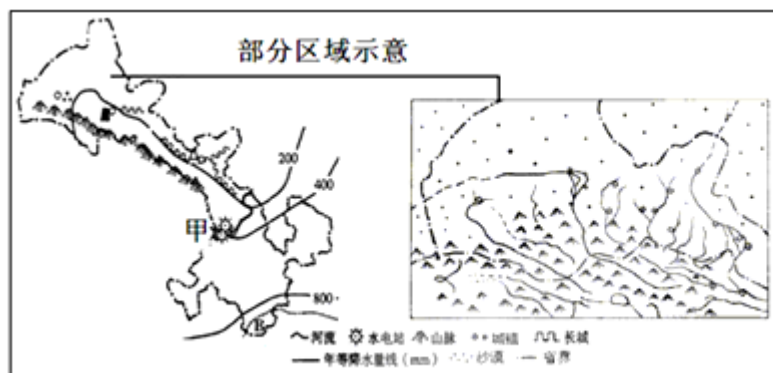 部分区域示意
200
400
甲
800
B
河流 水电站 山脉 城镇 长城
年等降水量线（mm） 沙漠 省界